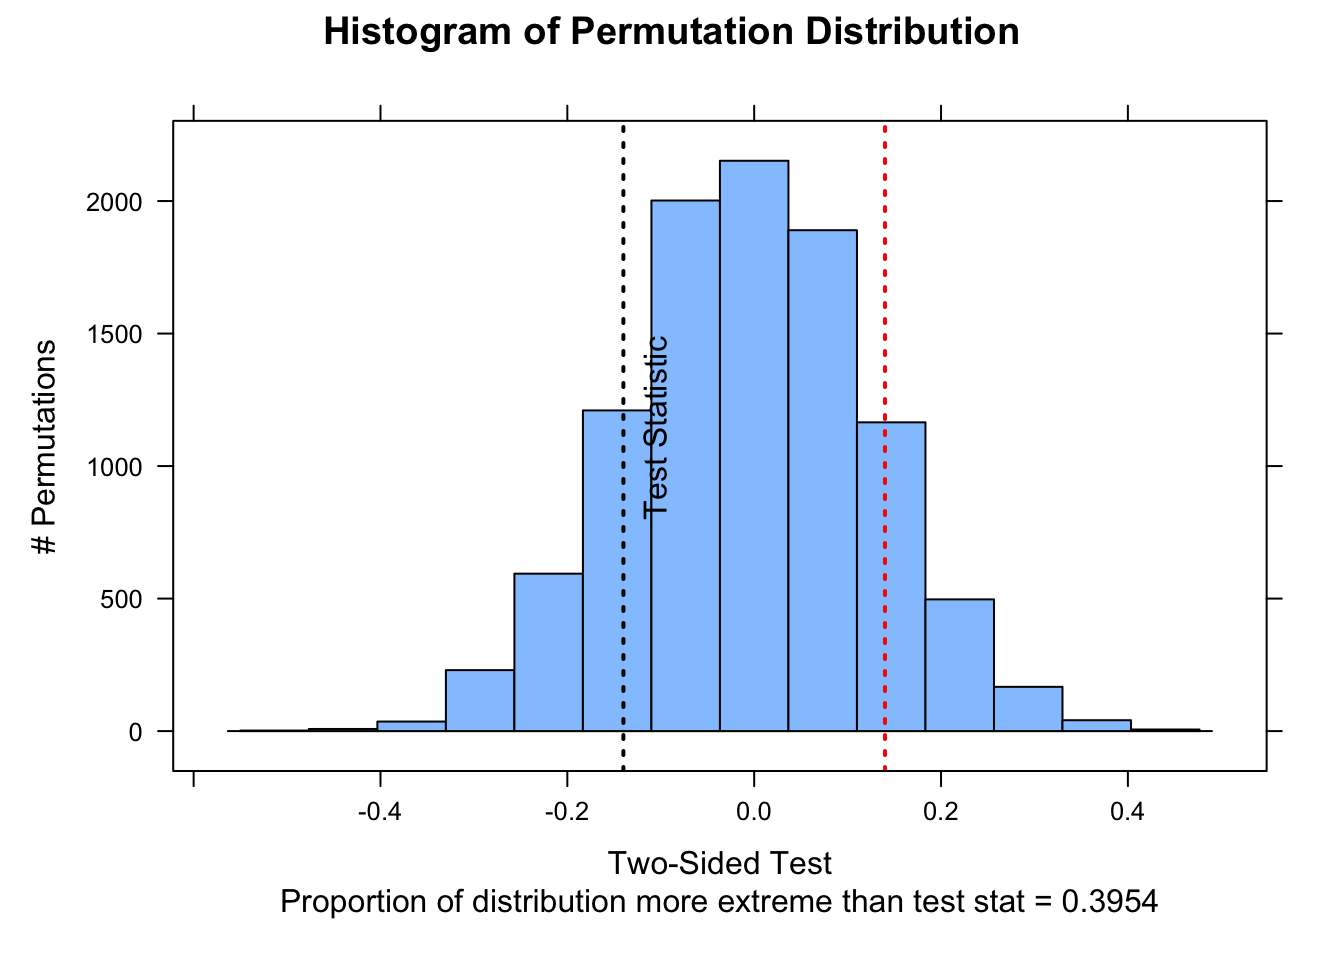 Histogram of Permutation Distribution
2000
1500
1000
500
0
# Permutations
Test Statistic
-0.4
-0.2
0.0
0.2
0.4
Two-Sided Test
Proportion of distribution more extreme than test stat = 0.3954